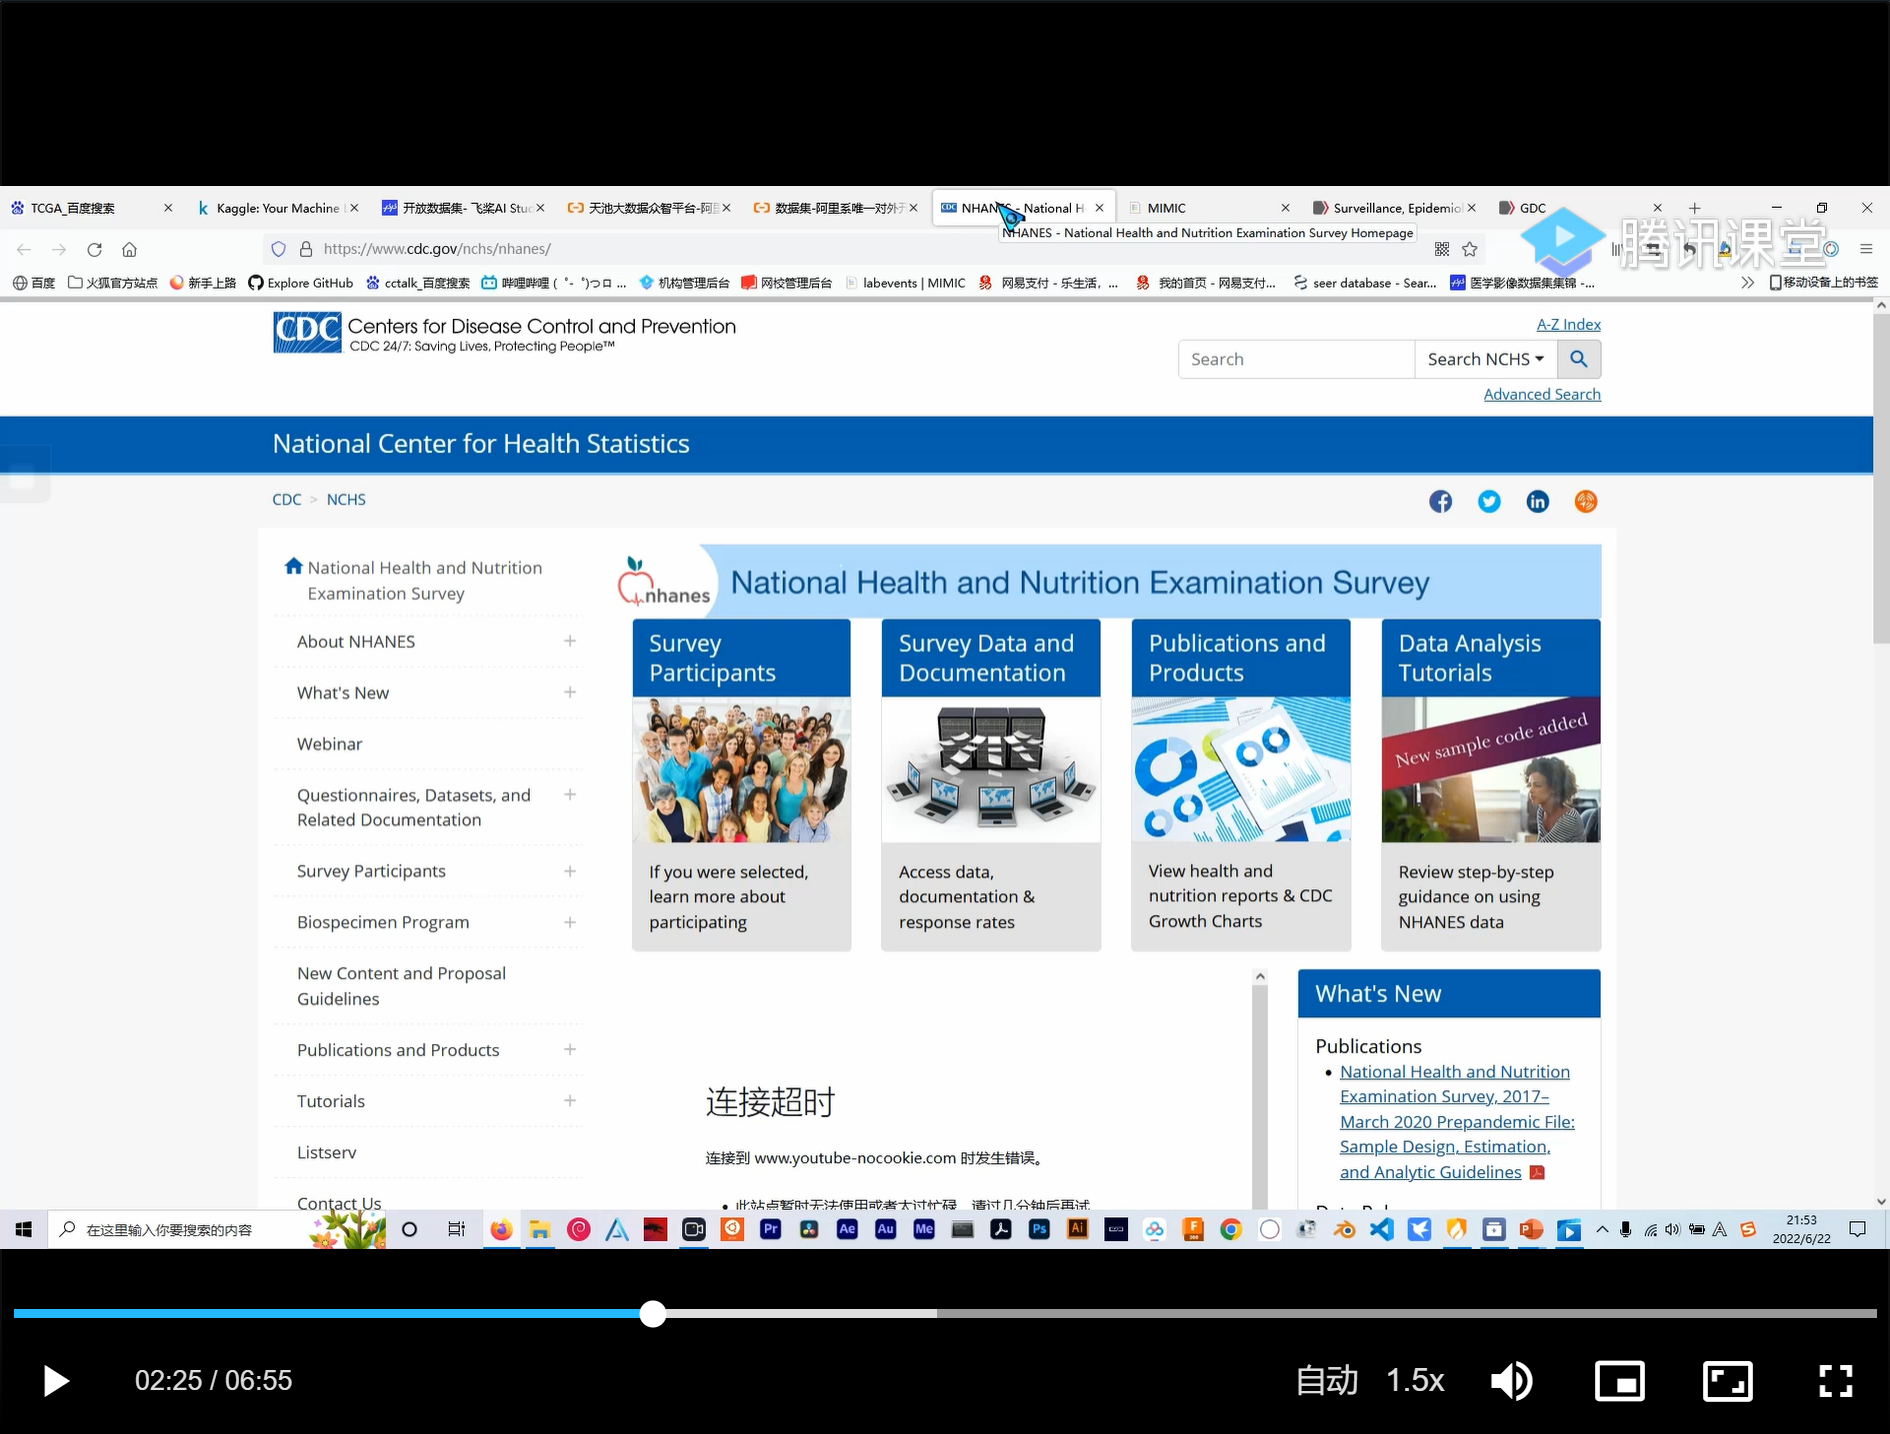 TCGA_百度搜索
Kaggle: Your Machine L
开放数据集- 飞桨AI Stuc
天池大数据众智平台-阿
数据集-阿里系唯一对外开
NHANES - National H
MIMIC
Surveillance, Epidemiol
GDC
NHANES - National Health and Nutrition Examination Survey Homepage
https://www.cdc.gov/nchs/nhanes/
腾讯课堂
百度
火狐官方站点
新手上路
Explore GitHub
cctalk_百度搜索
哔哩哔哩 ( ゜- ゜)つロ ...
机构管理后台
网校管理后台
labevents | MIMIC
网易支付 - 乐生活，...
我的首页 - 网易支付...
seer database - Sear...
医学影像数据集集锦 -...
移动设备上的书签
CDC Centers for Disease Control and Prevention
CDC 24/7: Saving Lives, Protecting People™
A-Z Index
Search
Search NCHS
Advanced Search
National Center for Health Statistics
CDC > NCHS
National Health and Nutrition
Examination Survey
About NHANES
What's New
Webinar
Questionnaires, Datasets, and
Related Documentation
Survey Participants
Biospecimen Program
New Content and Proposal
Guidelines
Publications and Products
Tutorials
Listserv
Contact Us
nhanes
National Health and Nutrition Examination Survey
Survey
Participants
If you were selected,
learn more about
participating
Survey Data and
Documentation
Access data,
documentation &
response rates
Publications and
Products
View health and
nutrition reports & CDC
Growth Charts
Data Analysis
Tutorials
New sample code added
Review step-by-step
guidance on using
NHANES data
连接超时
连接到 www.youtube-nocookie.com 时发生错误。
• 此站点暂时无法使用或者太过忙碌。请过几分钟后再试
What's New
Publications
• National Health and Nutrition
Examination Survey, 2017–
March 2020 Prepandemic File:
Sample Design, Estimation,
and Analytic Guidelines
在这里输入你要搜索的内容
Pr
Ae
Au
Me
Ps
Ai
21:53
2022/6/22
02:25 / 06:55
自动
1.5x